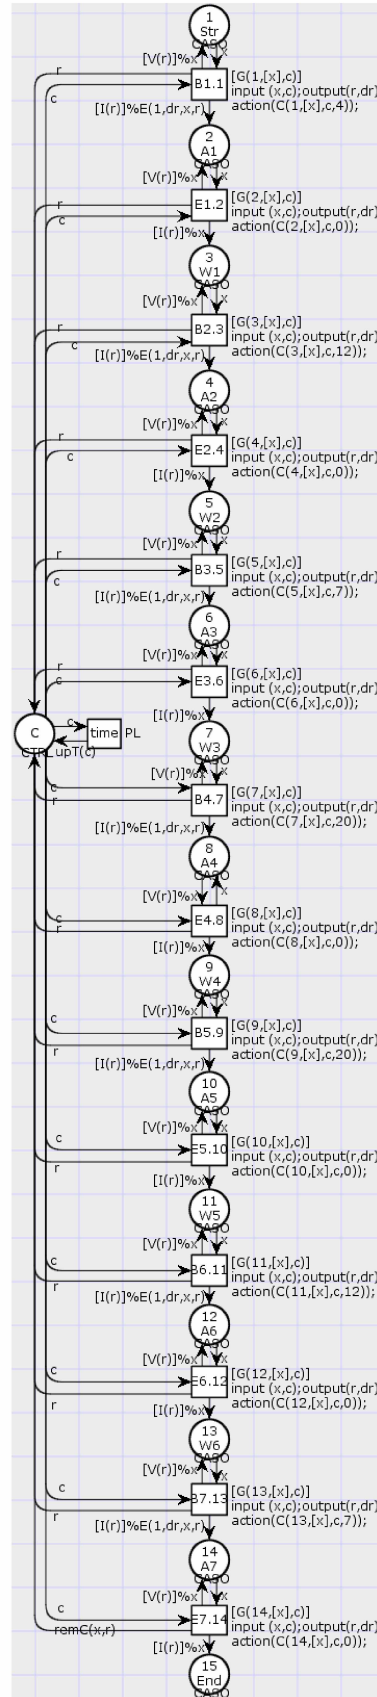 1
Str
CASO
[V(r)]%x
x
r
B1.1
[G(1,[x],c)]
c
input (x,c);output(r,dr)
[I(r)]%E(1,dr,x,r)
action(C(1,[x],c,4));
2
A1
CASO
[V(r)]%x
x
r
E1.2
[G(2,[x],c)]
c
input (x,c);output(r,dr)
[I(r)]%x
action(C(2,[x],c,0));
3
W1
CASO
[V(r)]%x
x
r
B2.3
[G(3,[x],c)]
c
input (x,c);output(r,dr)
[I(r)]%E(1,dr,x,r)
action(C(3,[x],c,12));
4
A2
CASO
[V(r)]%x
x
r
E2.4
[G(4,[x],c)]
c
input (x,c);output(r,dr)
[I(r)]%x
action(C(4,[x],c,0));
5
W2
CASO
[V(r)]%x
x
r
B3.5
[G(5,[x],c)]
c
input (x,c);output(r,dr)
[I(r)]%E(1,dr,x,r)
action(C(5,[x],c,7));
6
A3
CASO
[V(r)]%x
x
r
E3.6
[G(6,[x],c)]
c
input (x,c);output(r,dr)
[I(r)]%x
action(C(6,[x],c,0));
C
c
time PL
CTRL
upT(c)
7
W3
CASO
[V(r)]%x
x
c
B4.7
[G(7,[x],c)]
r
input (x,c);output(r,dr)
[I(r)]%E(1,dr,x,r)
action(C(7,[x],c,20));
8
A4
CASO
[V(r)]%x
x
c
E4.8
[G(8,[x],c)]
r
input (x,c);output(r,dr)
[I(r)]%x
action(C(8,[x],c,0));
9
W4
CASO
[V(r)]%x
x
c
B5.9
[G(9,[x],c)]
r
input (x,c);output(r,dr)
[I(r)]%E(1,dr,x,r)
action(C(9,[x],c,20));
10
A5
CASO
[V(r)]%x
x
c
E5.10
[G(10,[x],c)]
r
input (x,c);output(r,dr)
[I(r)]%x
action(C(10,[x],c,0));
11
W5
CASO
[V(r)]%x
x
c
B6.11
[G(11,[x],c)]
r
input (x,c);output(r,dr)
[I(r)]%E(1,dr,x,r)
action(C(11,[x],c,12));
12
A6
CASO
[V(r)]%x
x
c
E6.12
[G(12,[x],c)]
r
input (x,c);output(r,dr)
[I(r)]%x
action(C(12,[x],c,0));
13
W6
CASO
[V(r)]%x
x
c
B7.13
[G(13,[x],c)]
r
input (x,c);output(r,dr)
[I(r)]%E(1,dr,x,r)
action(C(13,[x],c,7));
14
A7
CASO
[V(r)]%x
x
c
E7.14
[G(14,[x],c)]
remC(x,r)
input (x,c);output(r,dr)
[I(r)]%x
action(C(14,[x],c,0));
15
End
CASO